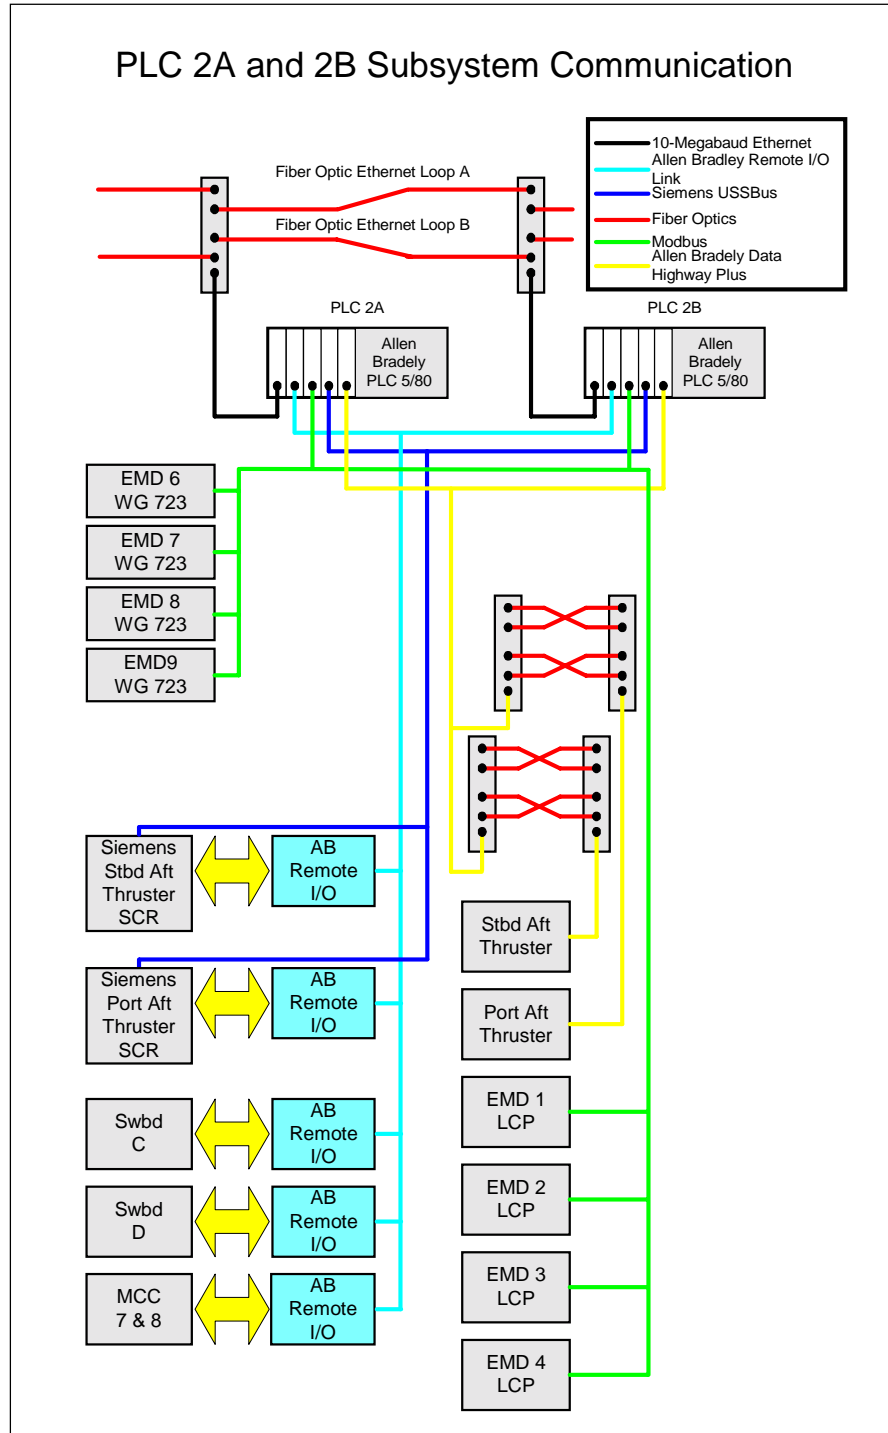 PLC 2A and 2B Subsystem Communication
10-Megabaud Ethernet
Allen Bradley Remote I/O
Link
Siemens USSBus
Fiber Optics
Modbus
Allen Bradely Data
Highway Plus
Fiber Optic Ethernet Loop A
Fiber Optic Ethernet Loop B
PLC 2A
PLC 2B
Allen
Bradely
PLC 5/80
Allen
Bradely
PLC 5/80
EMD 6
WG 723
EMD 7
WG 723
EMD 8
WG 723
EMD9
WG 723
Siemens
Stbd Aft
Thruster
SCR
AB
Remote
I/O
Siemens
Port Aft
Thruster
SCR
AB
Remote
I/O
Swbd
C
AB
Remote
I/O
Swbd
D
AB
Remote
I/O
MCC
7 & 8
AB
Remote
I/O
Stbd Aft
Thruster
Port Aft
Thruster
EMD 1
LCP
EMD 2
LCP
EMD 3
LCP
EMD 4
LCP